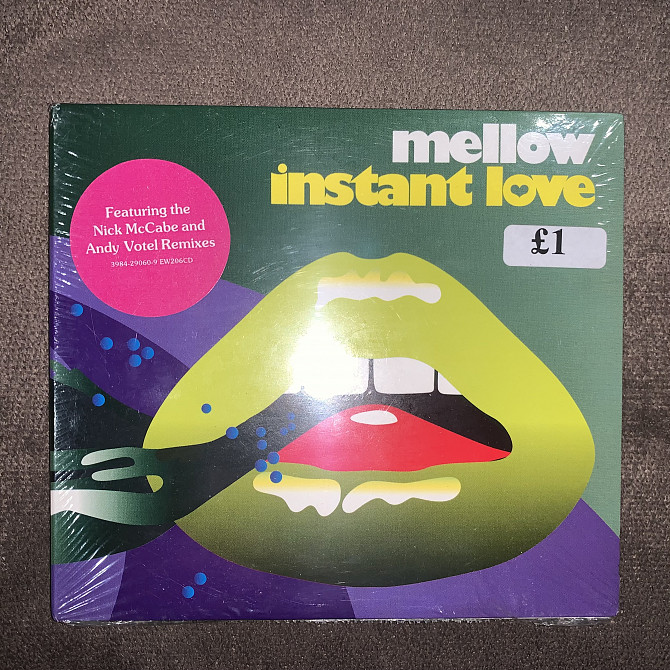 mellow
instant love
£1
Featuring the
Nick McCabe and
Andy Votel Remixes
3984-29060-9 EW206CD